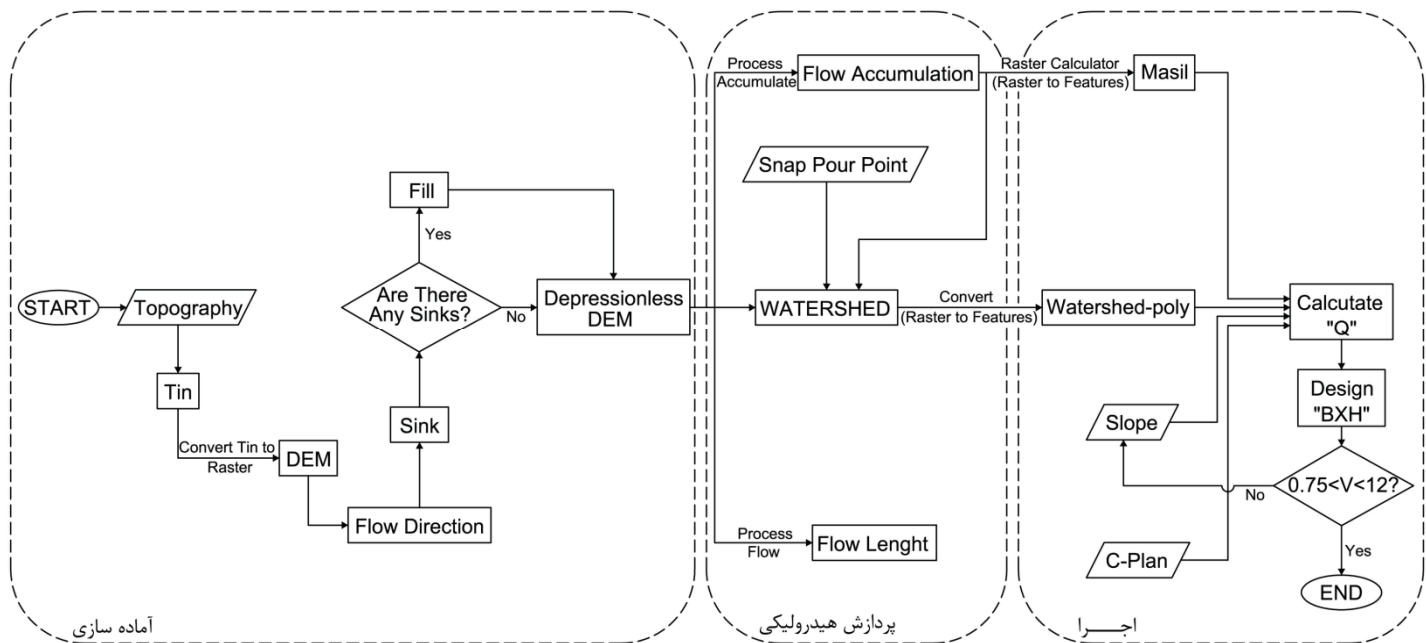 START
Topography
Tin
Convert Tin to
Raster
DEM
Flow Direction
Sink
Are There
Any Sinks?
Yes
No
Fill
Depressionless
DEM
آماده سازی
Process
Accumulate
Flow Accumulation
Snap Pour Point
WATERSHED
Process
Flow
Flow Lenght
پردازش هیدرولیکی
Raster Calculator
(Raster to Features)
Masil
Convert
(Raster to Features)
Watershed-poly
Calcutate
"Q"
Design
"BXH"
Slope
0.75<V<12?
No
Yes
C-Plan
END
اجـــــرا